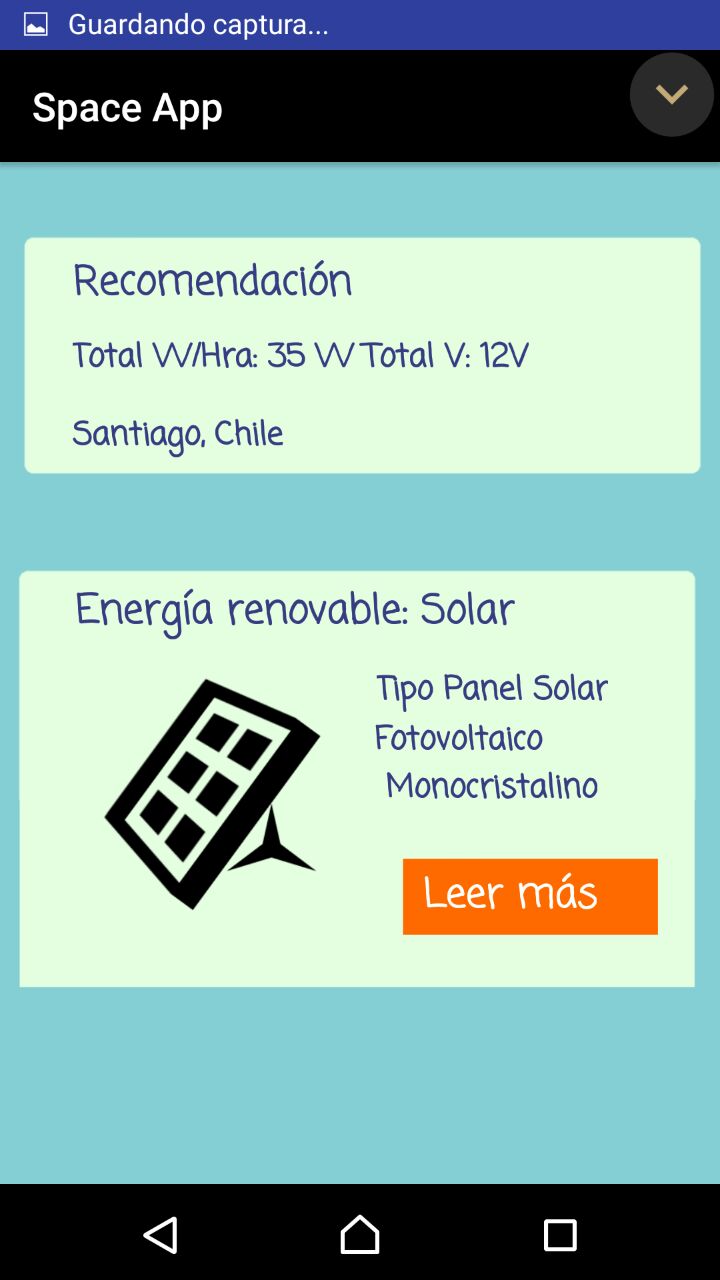 Guardando captura...
Space App
Recomendación
Total W/Hra: 35 W Total V: 12V
Santiago, Chile
Energía renovable: Solar
Tipo Panel Solar
Fotovoltaico
Monocristalino
Leer más